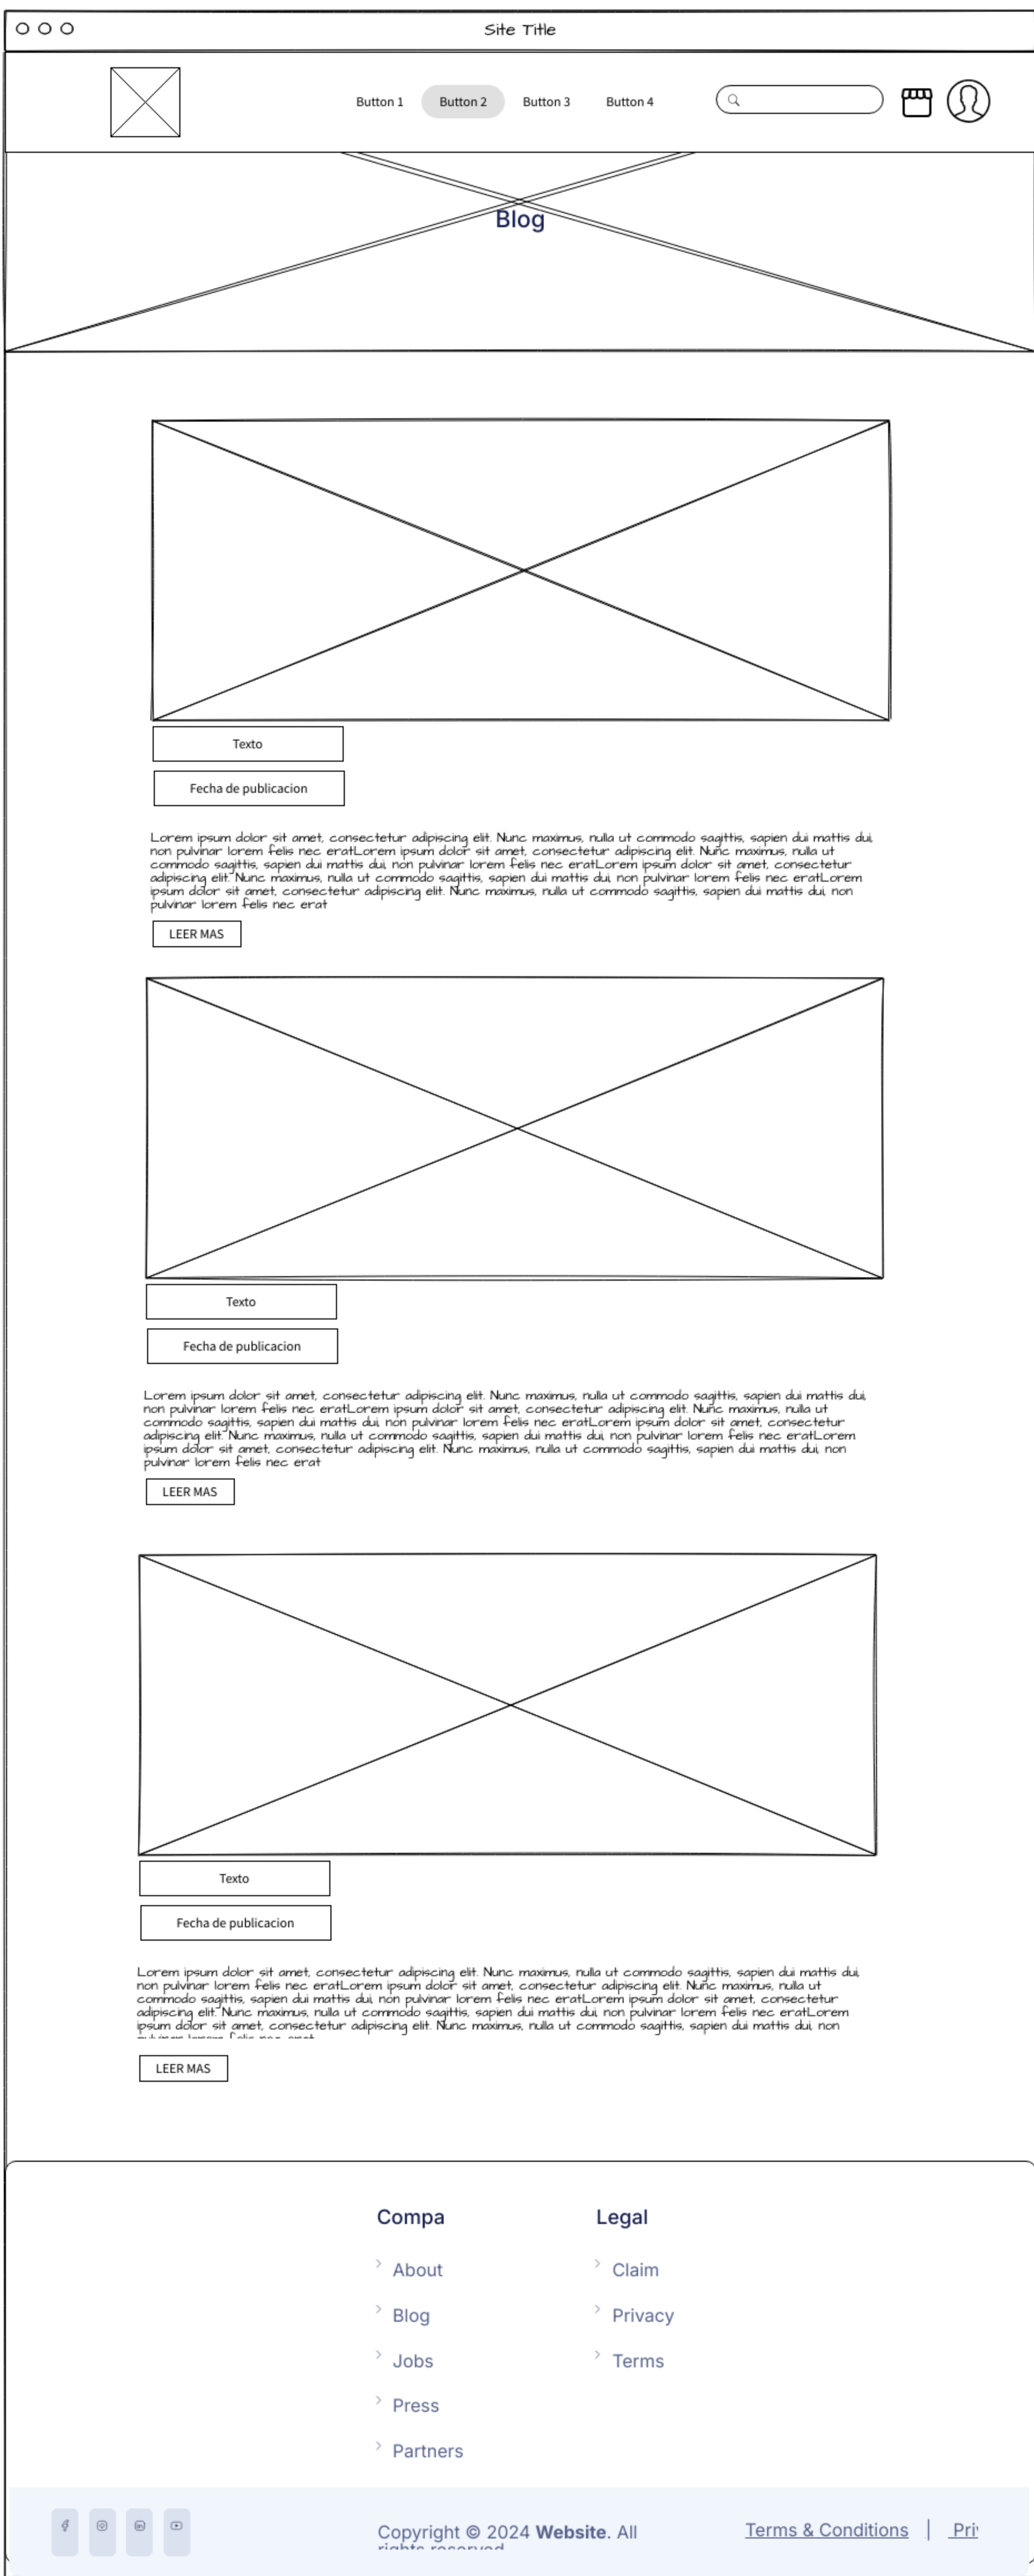 Site Title
Button 1 Button 2 Button 3 Button 4
Blog
Texto
Fecha de publicacion
Lorem ipsum dolor sit amet, consectetur adipiscing elit. Nunc maximus, nulla ut commodo sagittis, sapien dui mattis dui,
non pulvinar lorem felis nec eratLorem ipsum dolor sit amet, consectetur adipiscing elit. Nunc maximus, nulla ut
commodo sagittis, sapien dui mattis dui, non pulvinar lorem felis nec eratLorem ipsum dolor sit amet, consectetur
adipiscing elit. Nunc maximus, nulla ut commodo sagittis, sapien dui mattis dui, non pulvinar lorem felis nec eratLorem
ipsum dolor sit amet, consectetur adipiscing elit. Nunc maximus, nulla ut commodo sagittis, sapien dui mattis dui, non
pulvinar lorem felis nec erat
LEER MAS
Texto
Fecha de publicacion
Lorem ipsum dolor sit amet, consectetur adipiscing elit. Nunc maximus, nulla ut commodo sagittis, sapien dui mattis dui,
non pulvinar lorem felis nec eratLorem ipsum dolor sit amet, consectetur adipiscing elit. Nunc maximus, nulla ut
commodo sagittis, sapien dui mattis dui, non pulvinar lorem felis nec eratLorem ipsum dolor sit amet, consectetur
adipiscing elit. Nunc maximus, nulla ut commodo sagittis, sapien dui mattis dui, non pulvinar lorem felis nec eratLorem
ipsum dolor sit amet, consectetur adipiscing elit. Nunc maximus, nulla ut commodo sagittis, sapien dui mattis dui, non
pulvinar lorem felis nec erat
LEER MAS
Texto
Fecha de publicacion
Lorem ipsum dolor sit amet, consectetur adipiscing elit. Nunc maximus, nulla ut commodo sagittis, sapien dui mattis dui,
non pulvinar lorem felis nec eratLorem ipsum dolor sit amet, consectetur adipiscing elit. Nunc maximus, nulla ut
commodo sagittis, sapien dui mattis dui, non pulvinar lorem felis nec eratLorem ipsum dolor sit amet, consectetur
adipiscing elit. Nunc maximus, nulla ut commodo sagittis, sapien dui mattis dui, non pulvinar lorem felis nec eratLorem
ipsum dolor sit amet, consectetur adipiscing elit. Nunc maximus, nulla ut commodo sagittis, sapien dui mattis dui, non
pulvinar lorem felis nec erat
LEER MAS
Compa
About
Blog
Jobs
Press
Partners
Legal
Claim
Privacy
Terms
Copyright © 2024 Website. All
rights reserved
Terms & Conditions | Pri